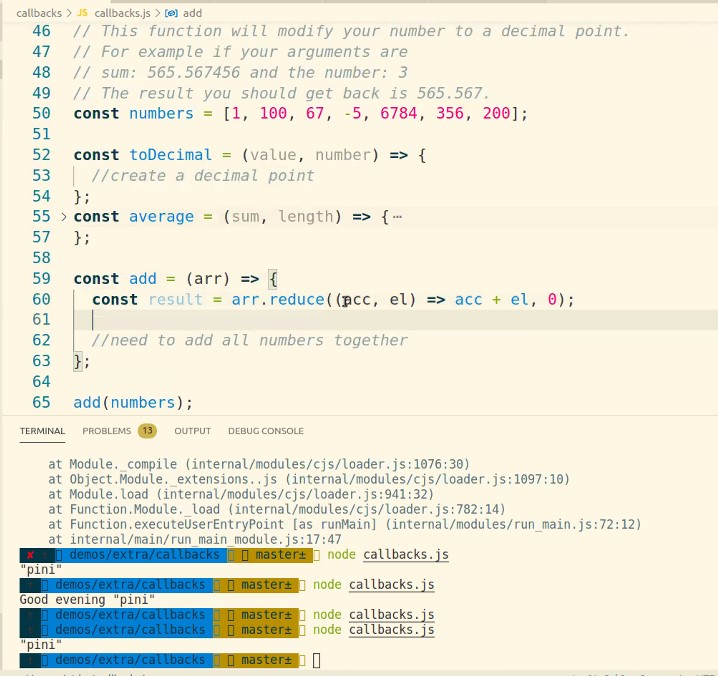 callbacks > JS callbacks.js > add
46 // This function will modify your number to a decimal point.
47 // For example if your arguments are
48 // sum: 565.567456 and the number: 3
49 // The result you should get back is 565.567.
50 const numbers = [1, 100, 67, -5, 6784, 356, 200];
51
52 const toDecimal = (value, number) => {
53 //create a decimal point
54 };
55 > const average = (sum, length) => {⋯
57 };
58
59 const add = (arr) => {
60 const result = arr.reduce((acc, el) => acc + el, 0);
61
62 //need to add all numbers together
63 };
64
65 add(numbers);
TERMINAL PROBLEMS 13 OUTPUT DEBUG CONSOLE
at Module._compile (internal/modules/cjs/loader.js:1076:30)
at Object.Module._extensions..js (internal/modules/cjs/loader.js:1097:10)
at Module.load (internal/modules/cjs/loader.js:941:32)
at Function.Module._load (internal/modules/cjs/loader.js:782:14)
at Function.executeUserEntryPoint [as runMain] (internal/modules/run_main.js:72:12)
at internal/main/run_main_module.js:17:47
✘ demos/extra/callbacks master± node callbacks.js
"pini"
demos/extra/callbacks master± node callbacks.js
Good evening "pini"
demos/extra/callbacks master± node callbacks.js
demos/extra/callbacks master± node callbacks.js
"pini"
demos/extra/callbacks master±